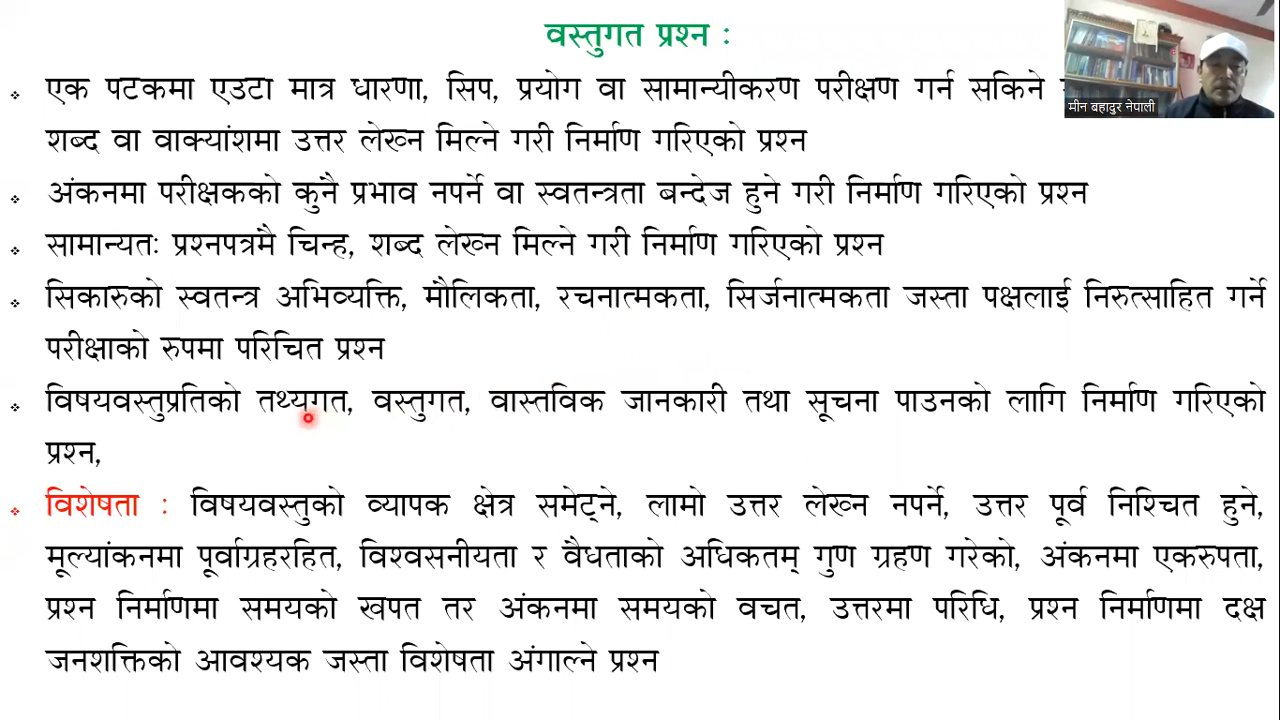 वस्तुगत प्रश्न :
मीन बहादुर नेपाली
एक पटकमा एउटा मात्र धारणा, सिप, प्रयोग वा सामान्यीकरण परीक्षण गर्न सकिने
शब्द वा वाक्यांशमा उत्तर लेख्न मिल्ने गरी निर्माण गरिएको प्रश्न
अंकनमा परीक्षकको कुनै प्रभाव नपर्ने वा स्वतन्त्रता बन्देज हुने गरी निर्माण गरिएको प्रश्न
सामान्यतः प्रश्नपत्रमै चिन्ह, शब्द लेख्न मिल्ने गरी निर्माण गरिएको प्रश्न
सिकारुको स्वतन्त्र अभिव्यक्ति, मौलिकता, रचनात्मकता, सिर्जनात्मकता जस्ता पक्षलाई निरुत्साहित गर्ने
परीक्षाको रुपमा परिचित प्रश्न
विषयवस्तुप्रतिको तथ्यगत, वस्तुगत, वास्तविक जानकारी तथा सूचना पाउनको लागि निर्माण गरिएको
प्रश्न,
विशेषता : विषयवस्तुको व्यापक क्षेत्र समेट्ने, लामो उत्तर लेख्न नपर्ने, उत्तर पूर्व निश्चित हुने,
मूल्यांकनमा पूर्वाग्रहरहित, विश्वसनीयता र वैधताको अधिकतम् गुण ग्रहण गरेको, अंकनमा एकरुपता,
प्रश्न निर्माणमा समयको खपत तर अंकनमा समयको वचत, उत्तरमा परिधि, प्रश्न निर्माणमा दक्ष
जनशक्तिको आवश्यक जस्ता विशेषता अंगाल्ने प्रश्न